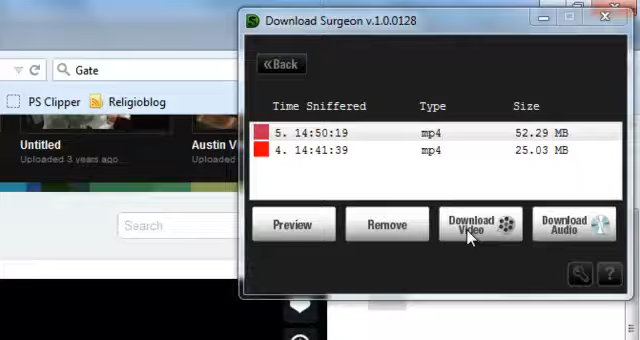 Download Surgeon v.1.0.0128
Gate
Back
PS Clipper
Religioblog
Time Sniffered Type Size
5. 14:50:19 mp4 52.29 MB
4. 14:41:39 mp4 25.03 MB
Untitled
Uploaded 3 years ago
Austin V
Uploaded
Search
Preview
Remove
Download
Video
Download
Audio
?